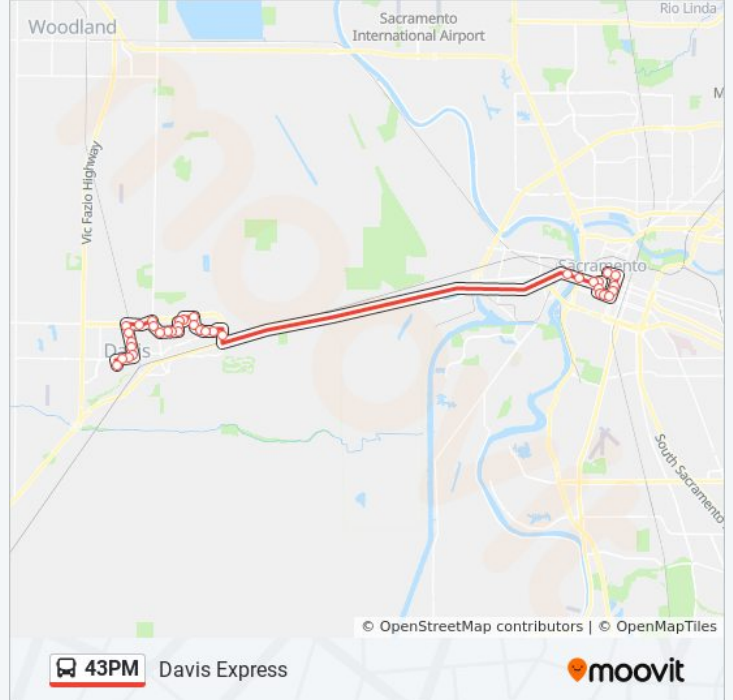 Rio Linda
Woodland
Sacramento
International Airport
M
Vic Fazio Highway
Sacramento
Davis
South Sacramento
moovit
© OpenStreetMap contributors | © OpenMapTiles
43PM Davis Express
moovit